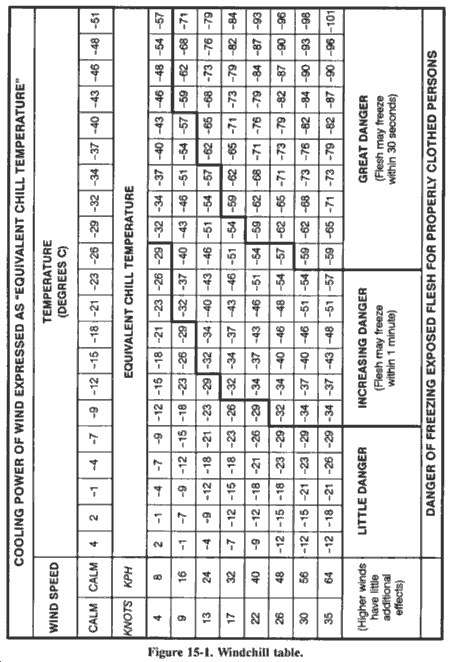 COOLING POWER OF WIND EXPRESSED AS "EQUIVALENT CHILL TEMPERATURE"
WIND SPEED TEMPERATURE
(DEGREES C)
CALM CALM 4 2 -1 -4 -7 -9 -12 -15 -18 -21 -23 -26 -29 -32 -34 -37 -40 -43 -46 -48 -51
KNOTS KPH EQUIVALENT CHILL TEMPERATURE
4 8 2 -1 -4 -7 -9 -12 -15 -18 -21 -23 -26 -29 -32 -34 -37 -40 -43 -46 -48 -54 -57
9 16 -1 -7 -9 -12 -15 -18 -23 -26 -29 -32 -37 -40 -43 -46 -51 -54 -57 -59 -62 -68 -71
13 24 -4 -9 -12 -18 -21 -23 -29 -32 -34 -40 -43 -46 -51 -54 -57 -62 -65 -68 -73 -76 -79
17 32 -7 -12 -15 -18 -23 -26 -32 -34 -37 -43 -46 -51 -54 -59 -62 -65 -71 -73 -79 -82 -84
22 40 -9 -12 -18 -21 -26 -29 -34 -37 -43 -46 -51 -54 -59 -62 -68 -71 -76 -79 -84 -87 -93
26 48 -12 -15 -18 -23 -29 -32 -34 -40 -46 -48 -54 -57 -62 -65 -71 -73 -79 -82 -87 -90 -96
30 56 -12 -15 -21 -23 -29 -34 -37 -40 -46 -51 -54 -59 -62 -68 -73 -76 -82 -84 -90 -93 -98
35 64 -12 -18 -21 -26 -29 -34 -37 -43 -48 -51 -57 -59 -65 -71 -73 -79 -82 -87 -90 -96 -101
(Higher winds
have little
additional
effects)
LITTLE DANGER
INCREASING DANGER
(Flesh may freeze
within 1 minute)
GREAT DANGER
(Flesh may freeze
within 30 seconds)
DANGER OF FREEZING EXPOSED FLESH FOR PROPERLY CLOTHED PERSONS
Figure 15-1. Windchill table.